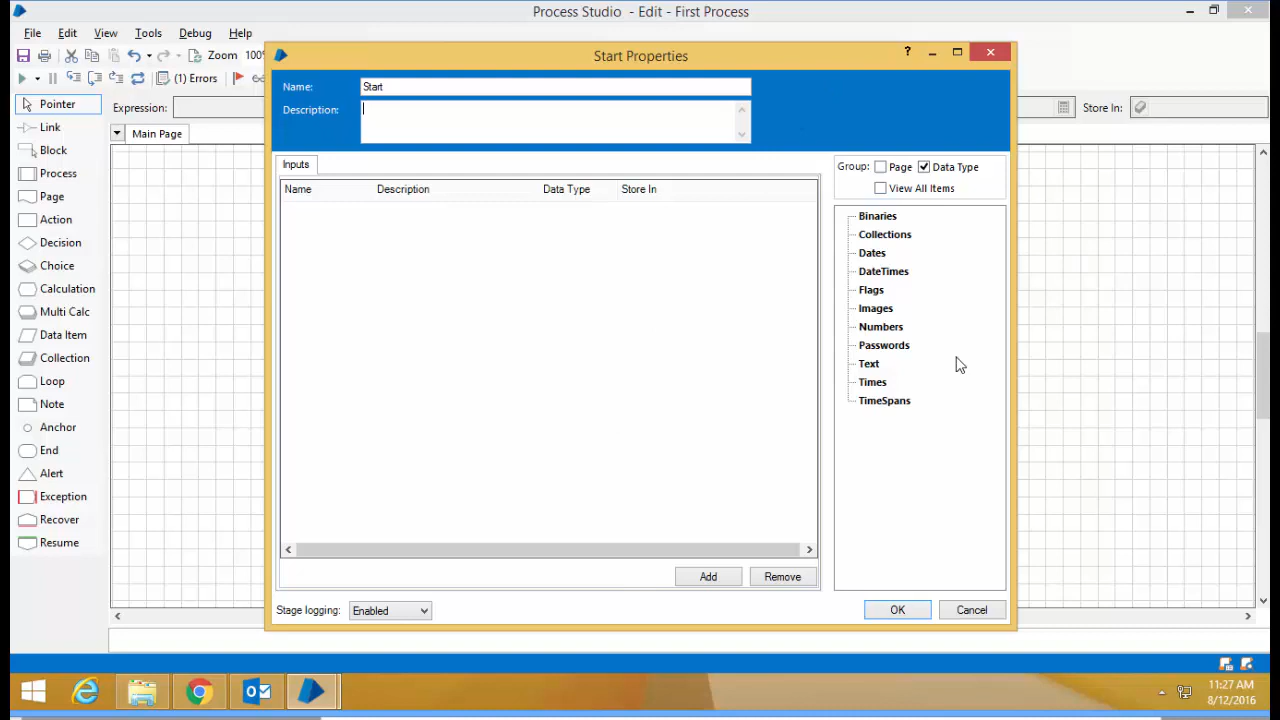 Process Studio - Edit - First Process
File Edit View Tools Debug Help
Zoom 100%
(1) Errors
Start Properties
?
Name: Start
Description:
Expression:
Store In:
Main Page
Pointer
Link
Block
Process
Page
Action
Decision
Choice
Calculation
Multi Calc
Data Item
Collection
Loop
Note
Anchor
End
Alert
Exception
Recover
Resume
Inputs
Name Description Data Type Store In
Group: Page Data Type
View All Items
Binaries
Collections
Dates
DateTimes
Flags
Images
Numbers
Passwords
Text
Times
TimeSpans
Add Remove
Stage logging: Enabled
OK Cancel
11:27 AM
8/12/2016